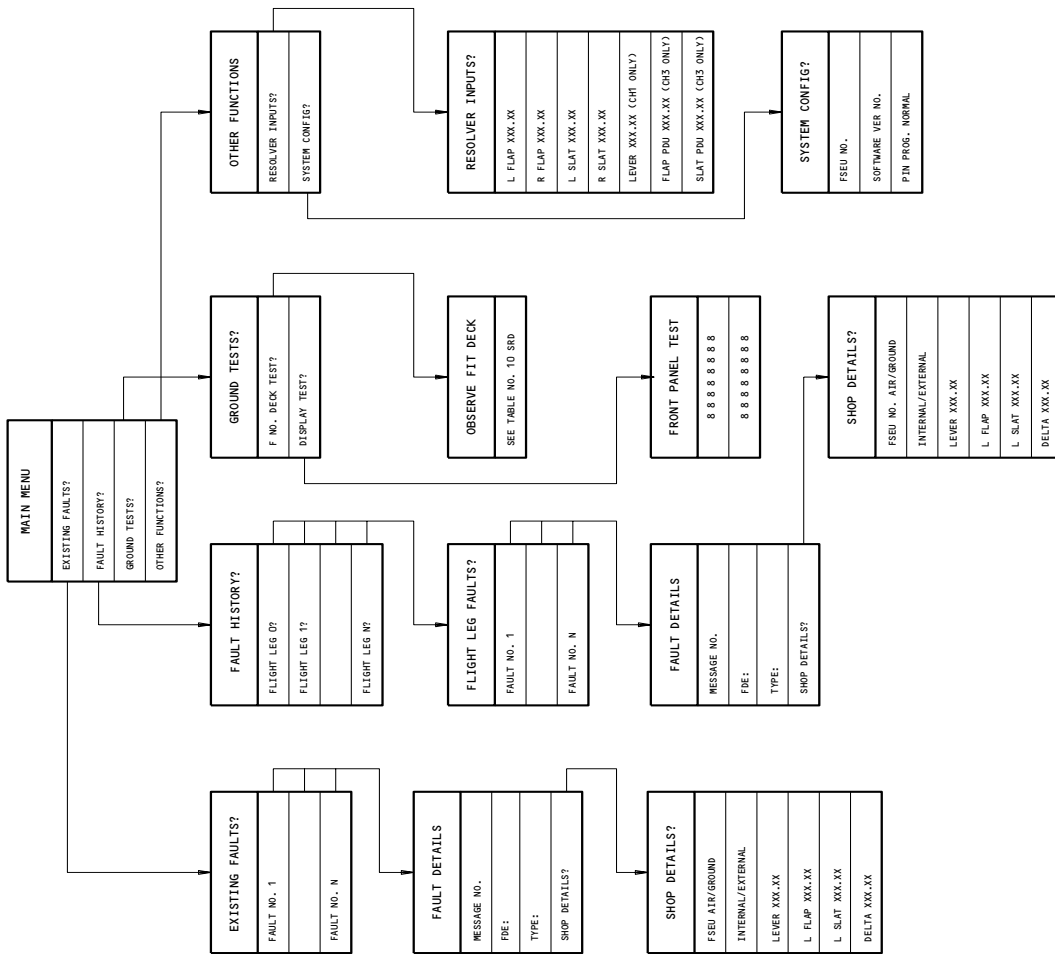 MAIN MENU
EXISTING FAULTS?
FAULT HISTORY?
GROUND TESTS?
OTHER FUNCTIONS?
EXISTING FAULTS?
FAULT NO. 1
FAULT NO. N
FAULT DETAILS
MESSAGE NO.
FDE:
TYPE:
SHOP DETAILS?
SHOP DETAILS?
FSEU AIR/GROUND
INTERNAL/EXTERNAL
LEVER XXX.XX
L FLAP XXX.XX
L SLAT XXX.XX
DELTA XXX.XX
FAULT HISTORY?
FLIGHT LEG 0?
FLIGHT LEG 1?
FLIGHT LEG N?
FLIGHT LEG FAULTS?
FAULT NO. 1
FAULT NO. N
FAULT DETAILS
MESSAGE NO.
FDE:
TYPE:
SHOP DETAILS?
SHOP DETAILS?
FSEU NO. AIR/GROUND
INTERNAL/EXTERNAL
LEVER XXX.XX
L FLAP XXX.XX
L SLAT XXX.XX
DELTA XXX.XX
GROUND TESTS?
F NO. DECK TEST?
DISPLAY TEST?
OBSERVE FIT DECK
SEE TABLE NO. 10 SRD
FRONT PANEL TEST
8 8 8 8 8 8 8 8
8 8 8 8 8 8 8 8
OTHER FUNCTIONS
RESOLVER INPUTS?
SYSTEM CONFIG?
RESOLVER INPUTS?
L FLAP XXX.XX
R FLAP XXX.XX
L SLAT XXX.XX
R SLAT XXX.XX
LEVER XXX.XX (CH1 ONLY)
FLAP PDU XXX.XX (CH3 ONLY)
SLAT PDU XXX.XX (CH3 ONLY)
SYSTEM CONFIG?
FSEU NO.
SOFTWARE VER NO.
PIN PROG. NORMAL